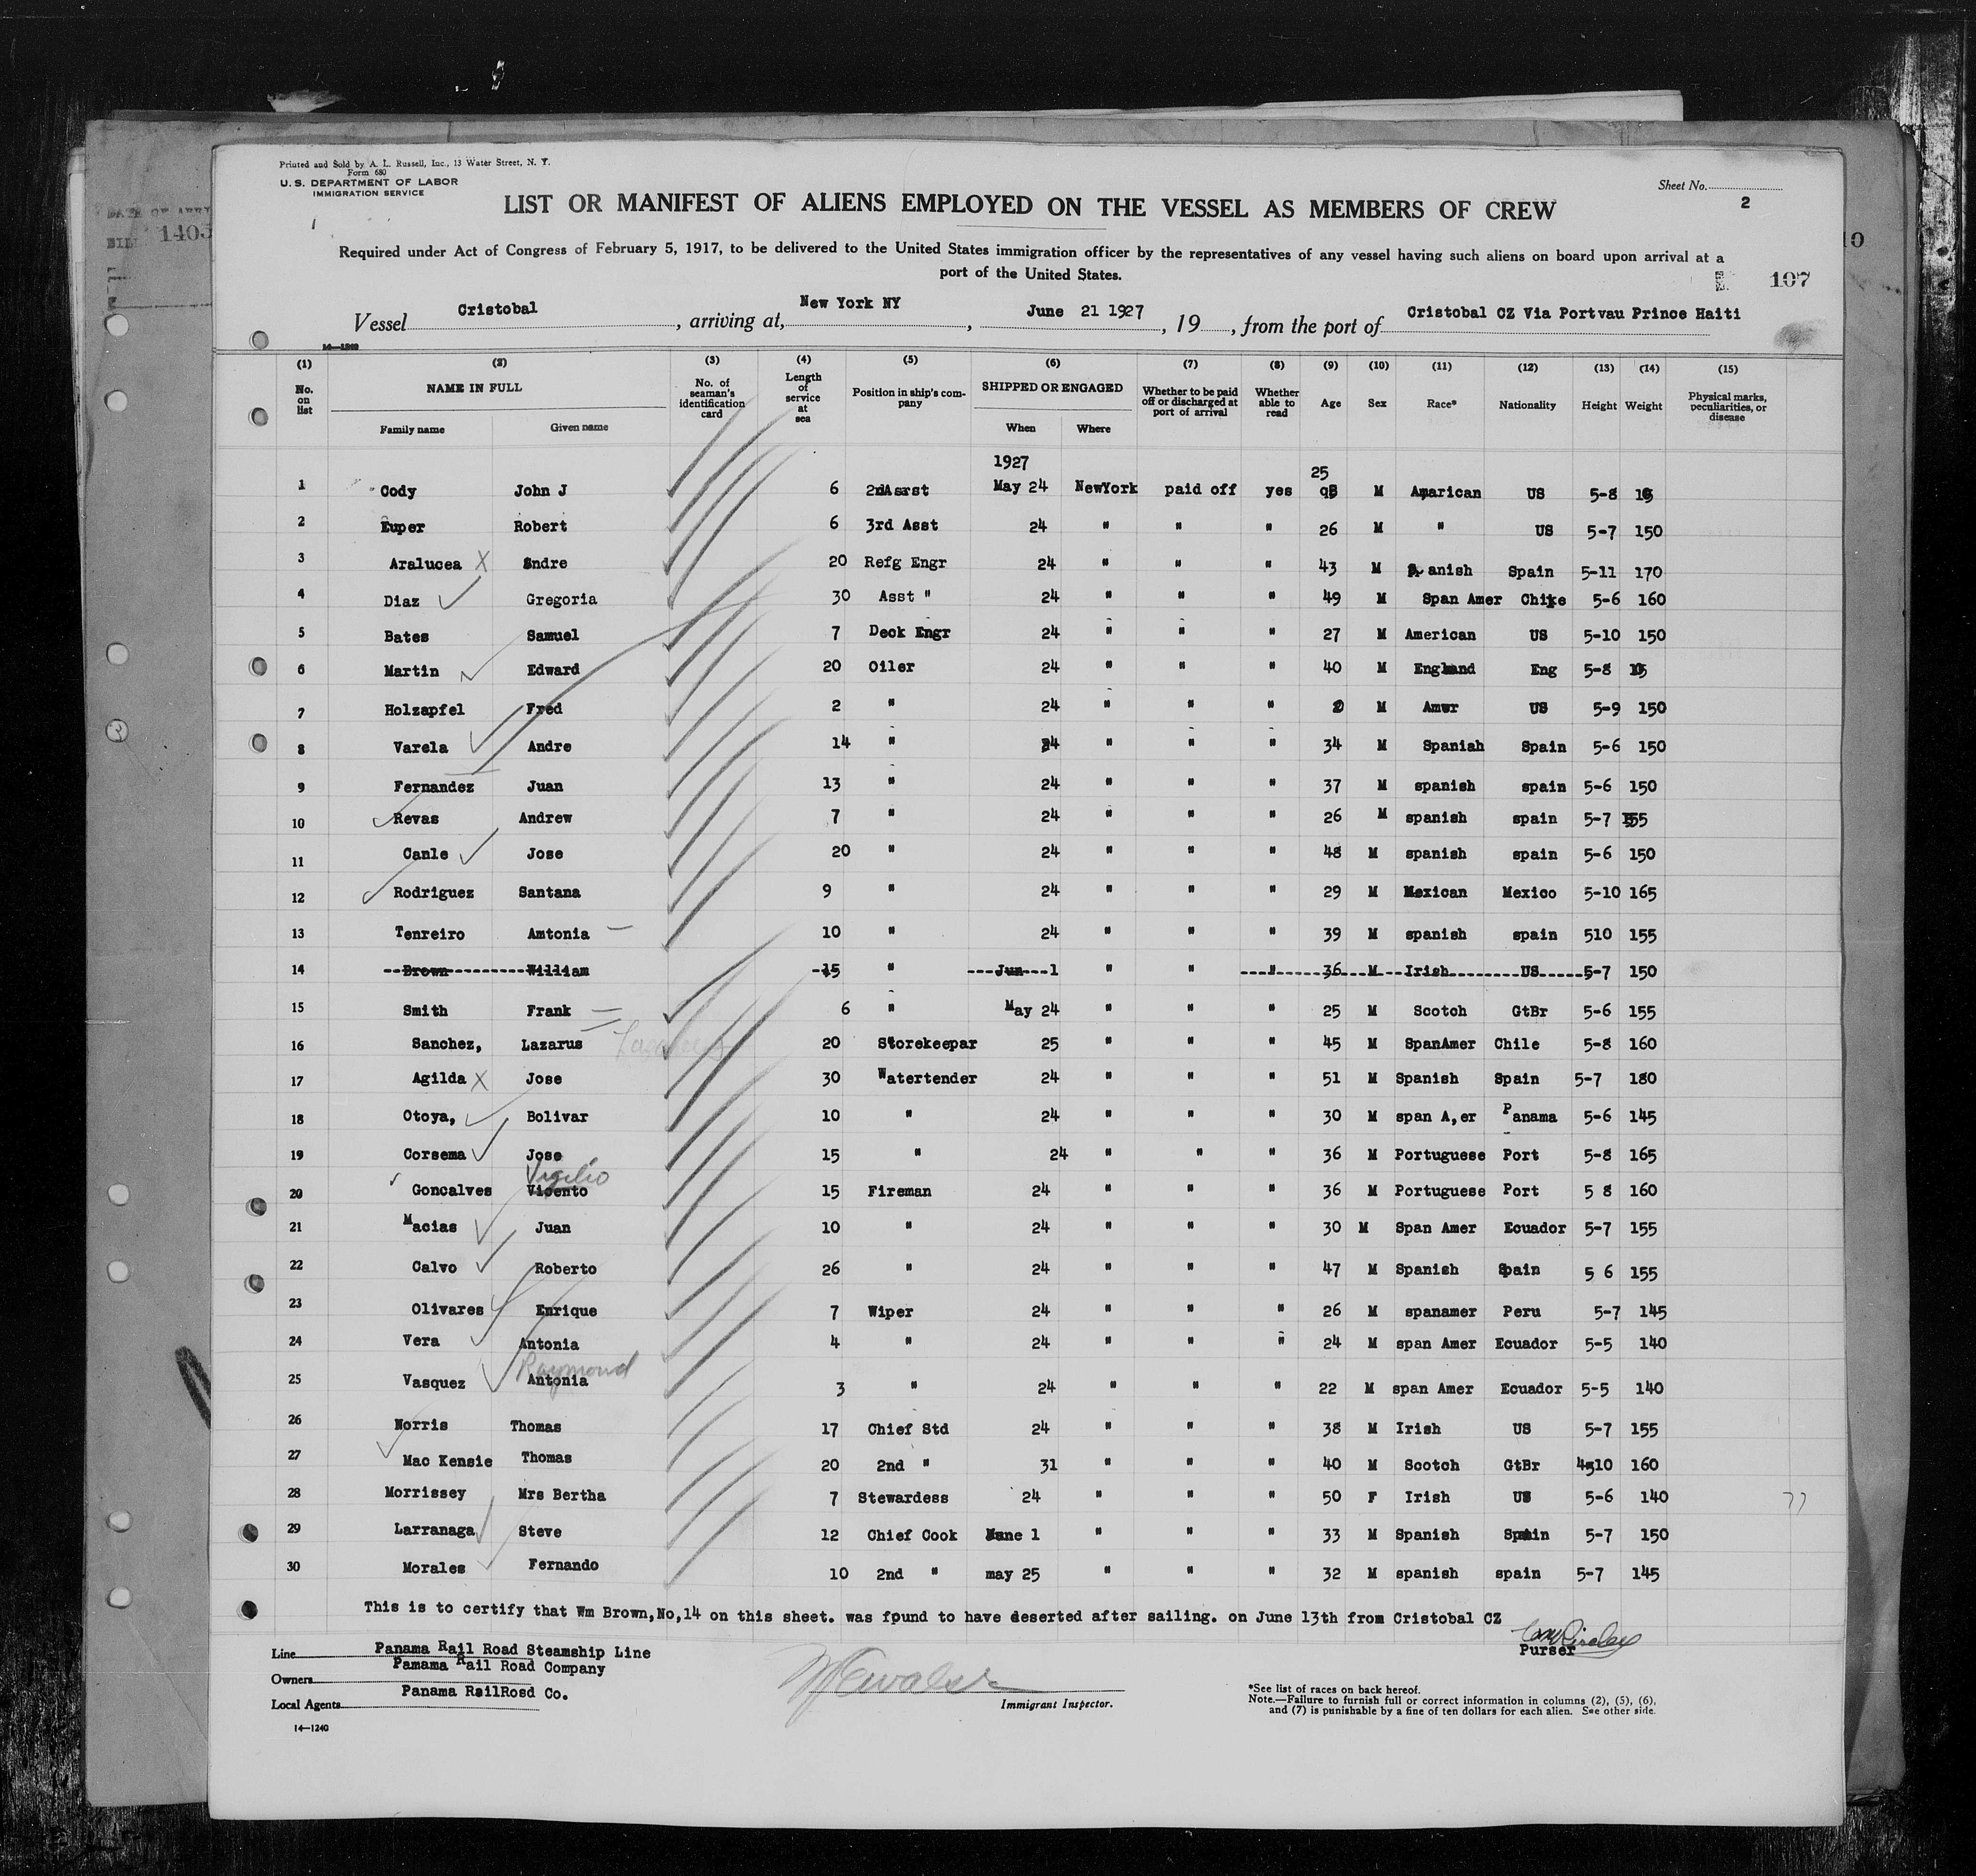 Printed and Sold by A. L. Russell, Inc., 13 Water Street, N. Y.
Form 680
U. S. DEPARTMENT OF LABOR
IMMIGRATION SERVICE
Sheet No.
2
LIST OR MANIFEST OF ALIENS EMPLOYED ON THE VESSEL AS MEMBERS OF CREW
1403
10
Required under Act of Congress of February 5, 1917, to be delivered to the United States immigration officer by the representatives of any vessel having such aliens on board upon arrival at a
port of the United States.
107
Vessel Cristobal, arriving at, New York NY, June 21 1927, 19, from the port of Cristobal CZ Via Portvau Prince Haiti
14—1240
(1) (2) (3) (4) (5) (6) (7) (8) (9) (10) (11) (12) (13) (14) (15)
No. on list NAME IN FULL No. of seaman's identification card Length of service at sea Position in ship's company SHIPPED OR ENGAGED Whether to be paid off or discharged at port of arrival Whether able to read Age Sex Race* Nationality Height Weight Physical marks, peculiarities, or disease
Family name Given name When Where
1927
25
1 Cody John J 6 2ndAsst May 24 NewYork paid off yes M American US 5-8
2 Euper Robert 6 3rd Asst 24 " " " 26 M " US 5-7 150
3 Aralucea X Andre 20 Refg Engr 24 " " " 43 M Spanish Spain 5-11 170
4 Diaz Gregoria 30 Asst " 24 " " " 49 M Span Amer Chile 5-6 160
5 Bates Samuel 7 Deck Engr 24 " " " 27 M American US 5-10 150
6 Martin Edward 20 Oiler 24 " " " 40 M England Eng 5-8
7 Holzapfel Fred 2 " 24 " " " M Amer US 5-9 150
8 Varela Andre 14 " 24 " " " 34 M Spaniah Spain 5-6 150
9 Fernandez Juan 13 " 24 " " " 37 M spanish spain 5-6 150
10 Revas Andrew 7 " 24 " " " 26 M spanish spain 5-7 155
11 Canle Jose 20 " 24 " " " 48 M spanish spain 5-6 150
12 Rodriguez Santana 9 " 24 " " " 29 M Mexican Mexico 5-10 165
13 Tenreiro Amtonia 10 " 24 " " " 39 M spanish spain 510 155
14 Brown William 15 " Jun 1 " " " 36 M Irish US 5-7 150
15 Smith Frank 6 " May 24 " " " 25 M Scotch GtBr 5-6 155
16 Sanchez, Lazarus 20 Storekeepar 25 " " " 45 M SpanAmer Chile 5-8 160
17 Agilda X Jose 30 Watertender 24 " " " 51 M Spanish Spain 5-7 180
18 Otoya, Bolivar 10 " 24 " " " 30 M span A,er Panama 5-6 145
19 Corsema Jose 15 " 24 " " " 36 M Portuguese Port 5-8 165
Virgilio
20 Goncalves Vicento 15 Fireman 24 " " " 36 M Portuguese Port 5 8 160
21 Macias Juan 10 " 24 " " " 30 M Span Amer Ecuador 5-7 155
22 Calvo Roberto 26 " 24 " " " 47 M Spanish Spain 5 6 155
23 Olivares Enrique 7 Wiper 24 " " " 26 M spanamer Peru 5-7 145
24 Vera Antonia 4 " 24 " " " 24 M span Amer Ecuador 5-5 140
Raymond
25 Vasquez Antonia 3 " 24 " " " 22 M span Amer Ecuador 5-5 140
26 Norris Thomas 17 Chief Std 24 " " " 38 M Irish US 5-7 155
27 Mac Kensie Thomas 20 2nd " 31 " " " 40 M Scotch GtBr 4510 160
28 Morrissey Mrs Bertha 7 Stewardess 24 " " " 50 F Irish US 5-6 140
29 Larranaga Steve 12 Chief Cook June 1 " " " 33 M Spanish Spain 5-7 150
30 Morales Fernando 10 2nd " may 25 " " " 32 M spanish spain 5-7 145
This is to certify that Wm Brown,No,14 on this sheet. was found to have deserted after sailing. on June 13th from Cristobal CZ
Purser
Line Panama Rail Road Steamship Line
Owners Pamama Rail Road Company
Local Agents Panama RailRosd Co.
Immigrant Inspector.
*See list of races on back hereof.
Note.—Failure to furnish full or correct information in columns (2), (5), (6),
and (7) is punishable by a fine of ten dollars for each alien. See other side.
14—1240